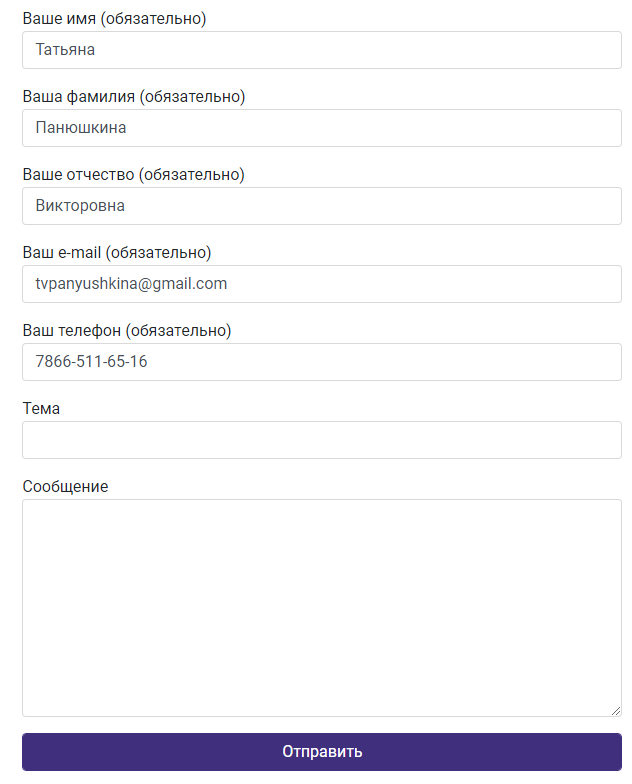 Ваше имя (обязательно)
Татьяна
Ваша фамилия (обязательно)
Панюшкина
Ваше отчество (обязательно)
Викторовна
Ваш e-mail (обязательно)
tvpanyushkina@gmail.com
Ваш телефон (обязательно)
7866-511-65-16
Тема
Сообщение
Отправить